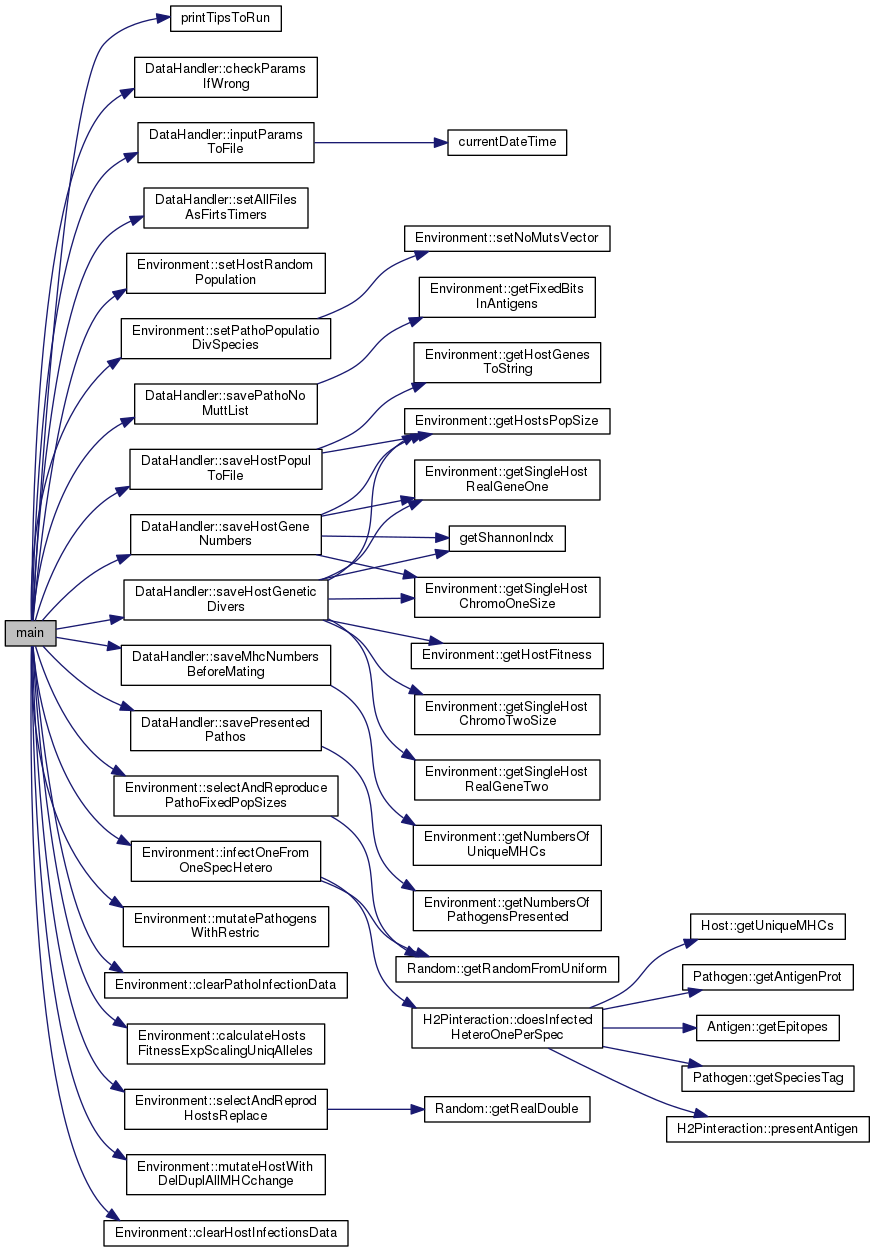 printTipsToRun
DataHandler::checkParams
IfWrong
DataHandler::inputParams
ToFile
currentDateTime
DataHandler::setAllFiles
AsFirtsTimers
Environment::setNoMutsVector
Environment::setHostRandom
Population
Environment::getFixedBits
InAntigens
Environment::setPathoPopulatio
DivSpecies
Environment::getHostGenes
ToString
DataHandler::savePathoNo
MuttList
Environment::getHostsPopSize
DataHandler::saveHostPopul
ToFile
Environment::getSingleHost
RealGeneOne
DataHandler::saveHostGene
Numbers
getShannonIndx
DataHandler::saveHostGenetic
Divers
Environment::getSingleHost
ChromoOneSize
main
DataHandler::saveMhcNumbers
BeforeMating
Environment::getHostFitness
DataHandler::savePresented
Pathos
Environment::getSingleHost
ChromoTwoSize
Environment::selectAndReproduce
PathoFixedPopSizes
Environment::getSingleHost
RealGeneTwo
Environment::infectOneFrom
OneSpecHetero
Environment::getNumbersOf
UniqueMHCs
Environment::mutatePathogens
WithRestric
Environment::getNumbersOf
PathogensPresented
Host::getUniqueMHCs
Environment::clearPathoInfectionData
Random::getRandomFromUniform
Pathogen::getAntigenProt
Environment::calculateHosts
FitnessExpScalingUniqAlleles
H2Pinteraction::doesInfected
HeteroOnePerSpec
Antigen::getEpitopes
Pathogen::getSpeciesTag
Environment::selectAndReprod
HostsReplace
Random::getRealDouble
H2Pinteraction::presentAntigen
Environment::mutateHostWith
DelDuplAllMHCchange
Environment::clearHostInfectionsData